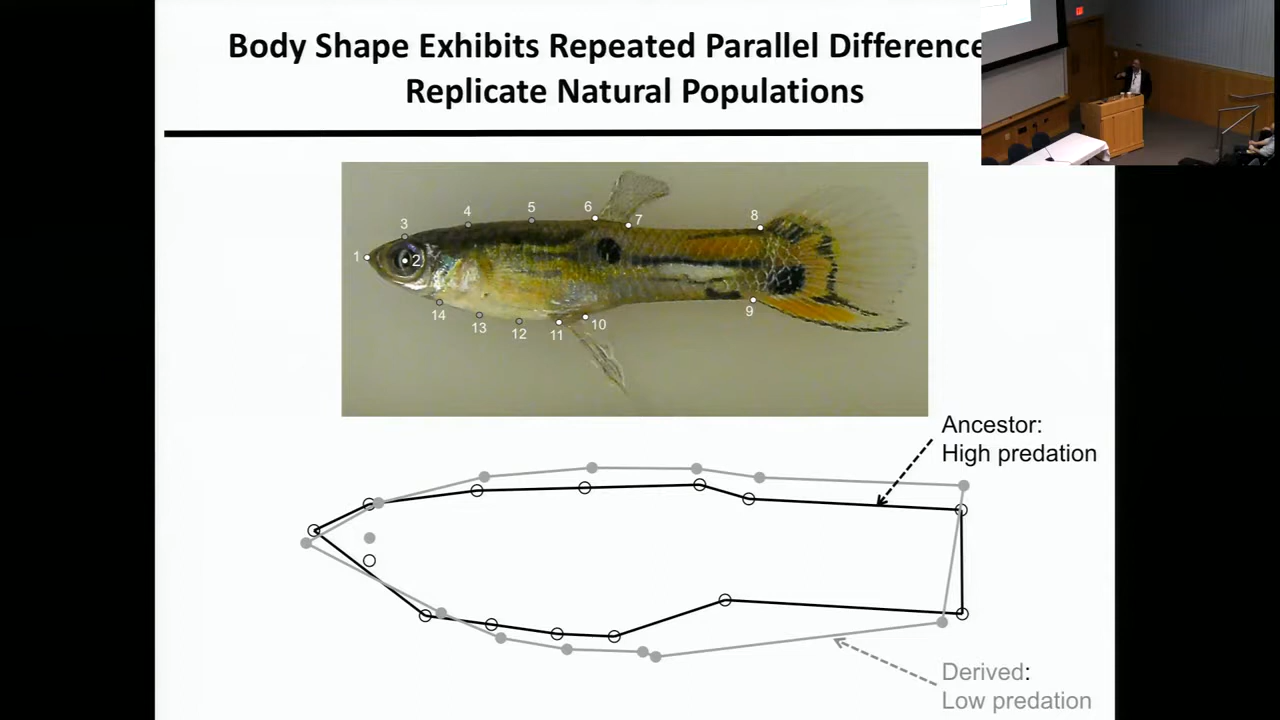 Body Shape Exhibits Repeated Parallel Difference
Replicate Natural Populations
1
2
3
4
5
6
7
8
9
10
11
12
13
14
Ancestor:
High predation
Derived:
Low predation